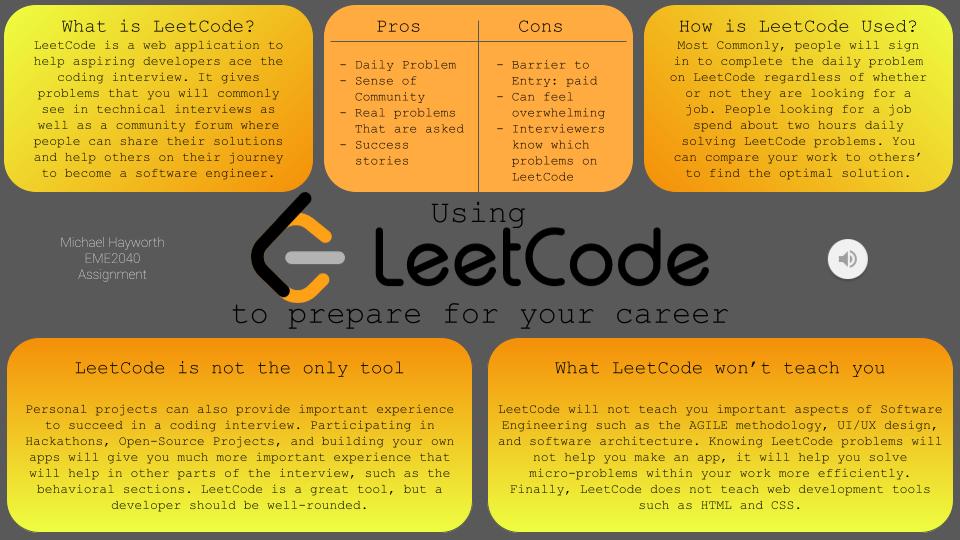 What is LeetCode?
LeetCode is a web application to
help aspiring developers ace the
coding interview. It gives
problems that you will commonly
see in technical interviews as
well as a community forum where
people can share their solutions
and help others on their journey
to become a software engineer.
Pros
- Daily Problem
- Sense of
Community
- Real problems
That are asked
- Success
stories
Cons
- Barrier to
Entry: paid
- Can feel
overwhelming
- Interviewers
know which
problems on
LeetCode
How is LeetCode Used?
Most Commonly, people will sign
in to complete the daily problem
on LeetCode regardless of whether
or not they are looking for a
job. People looking for a job
spend about two hours daily
solving LeetCode problems. You
can compare your work to others’
to find the optimal solution.
Michael Hayworth
EME2040
Assignment
Using
LeetCode
to prepare for your career
LeetCode is not the only tool
Personal projects can also provide important experience
to succeed in a coding interview. Participating in
Hackathons, Open-Source Projects, and building your own
apps will give you much more important experience that
will help in other parts of the interview, such as the
behavioral sections. LeetCode is a great tool, but a
developer should be well-rounded.
What LeetCode won’t teach you
LeetCode will not teach you important aspects of Software
Engineering such as the AGILE methodology, UI/UX design,
and software architecture. Knowing LeetCode problems will
not help you make an app, it will help you solve
micro-problems within your work more efficiently.
Finally, LeetCode does not teach web development tools
such as HTML and CSS.